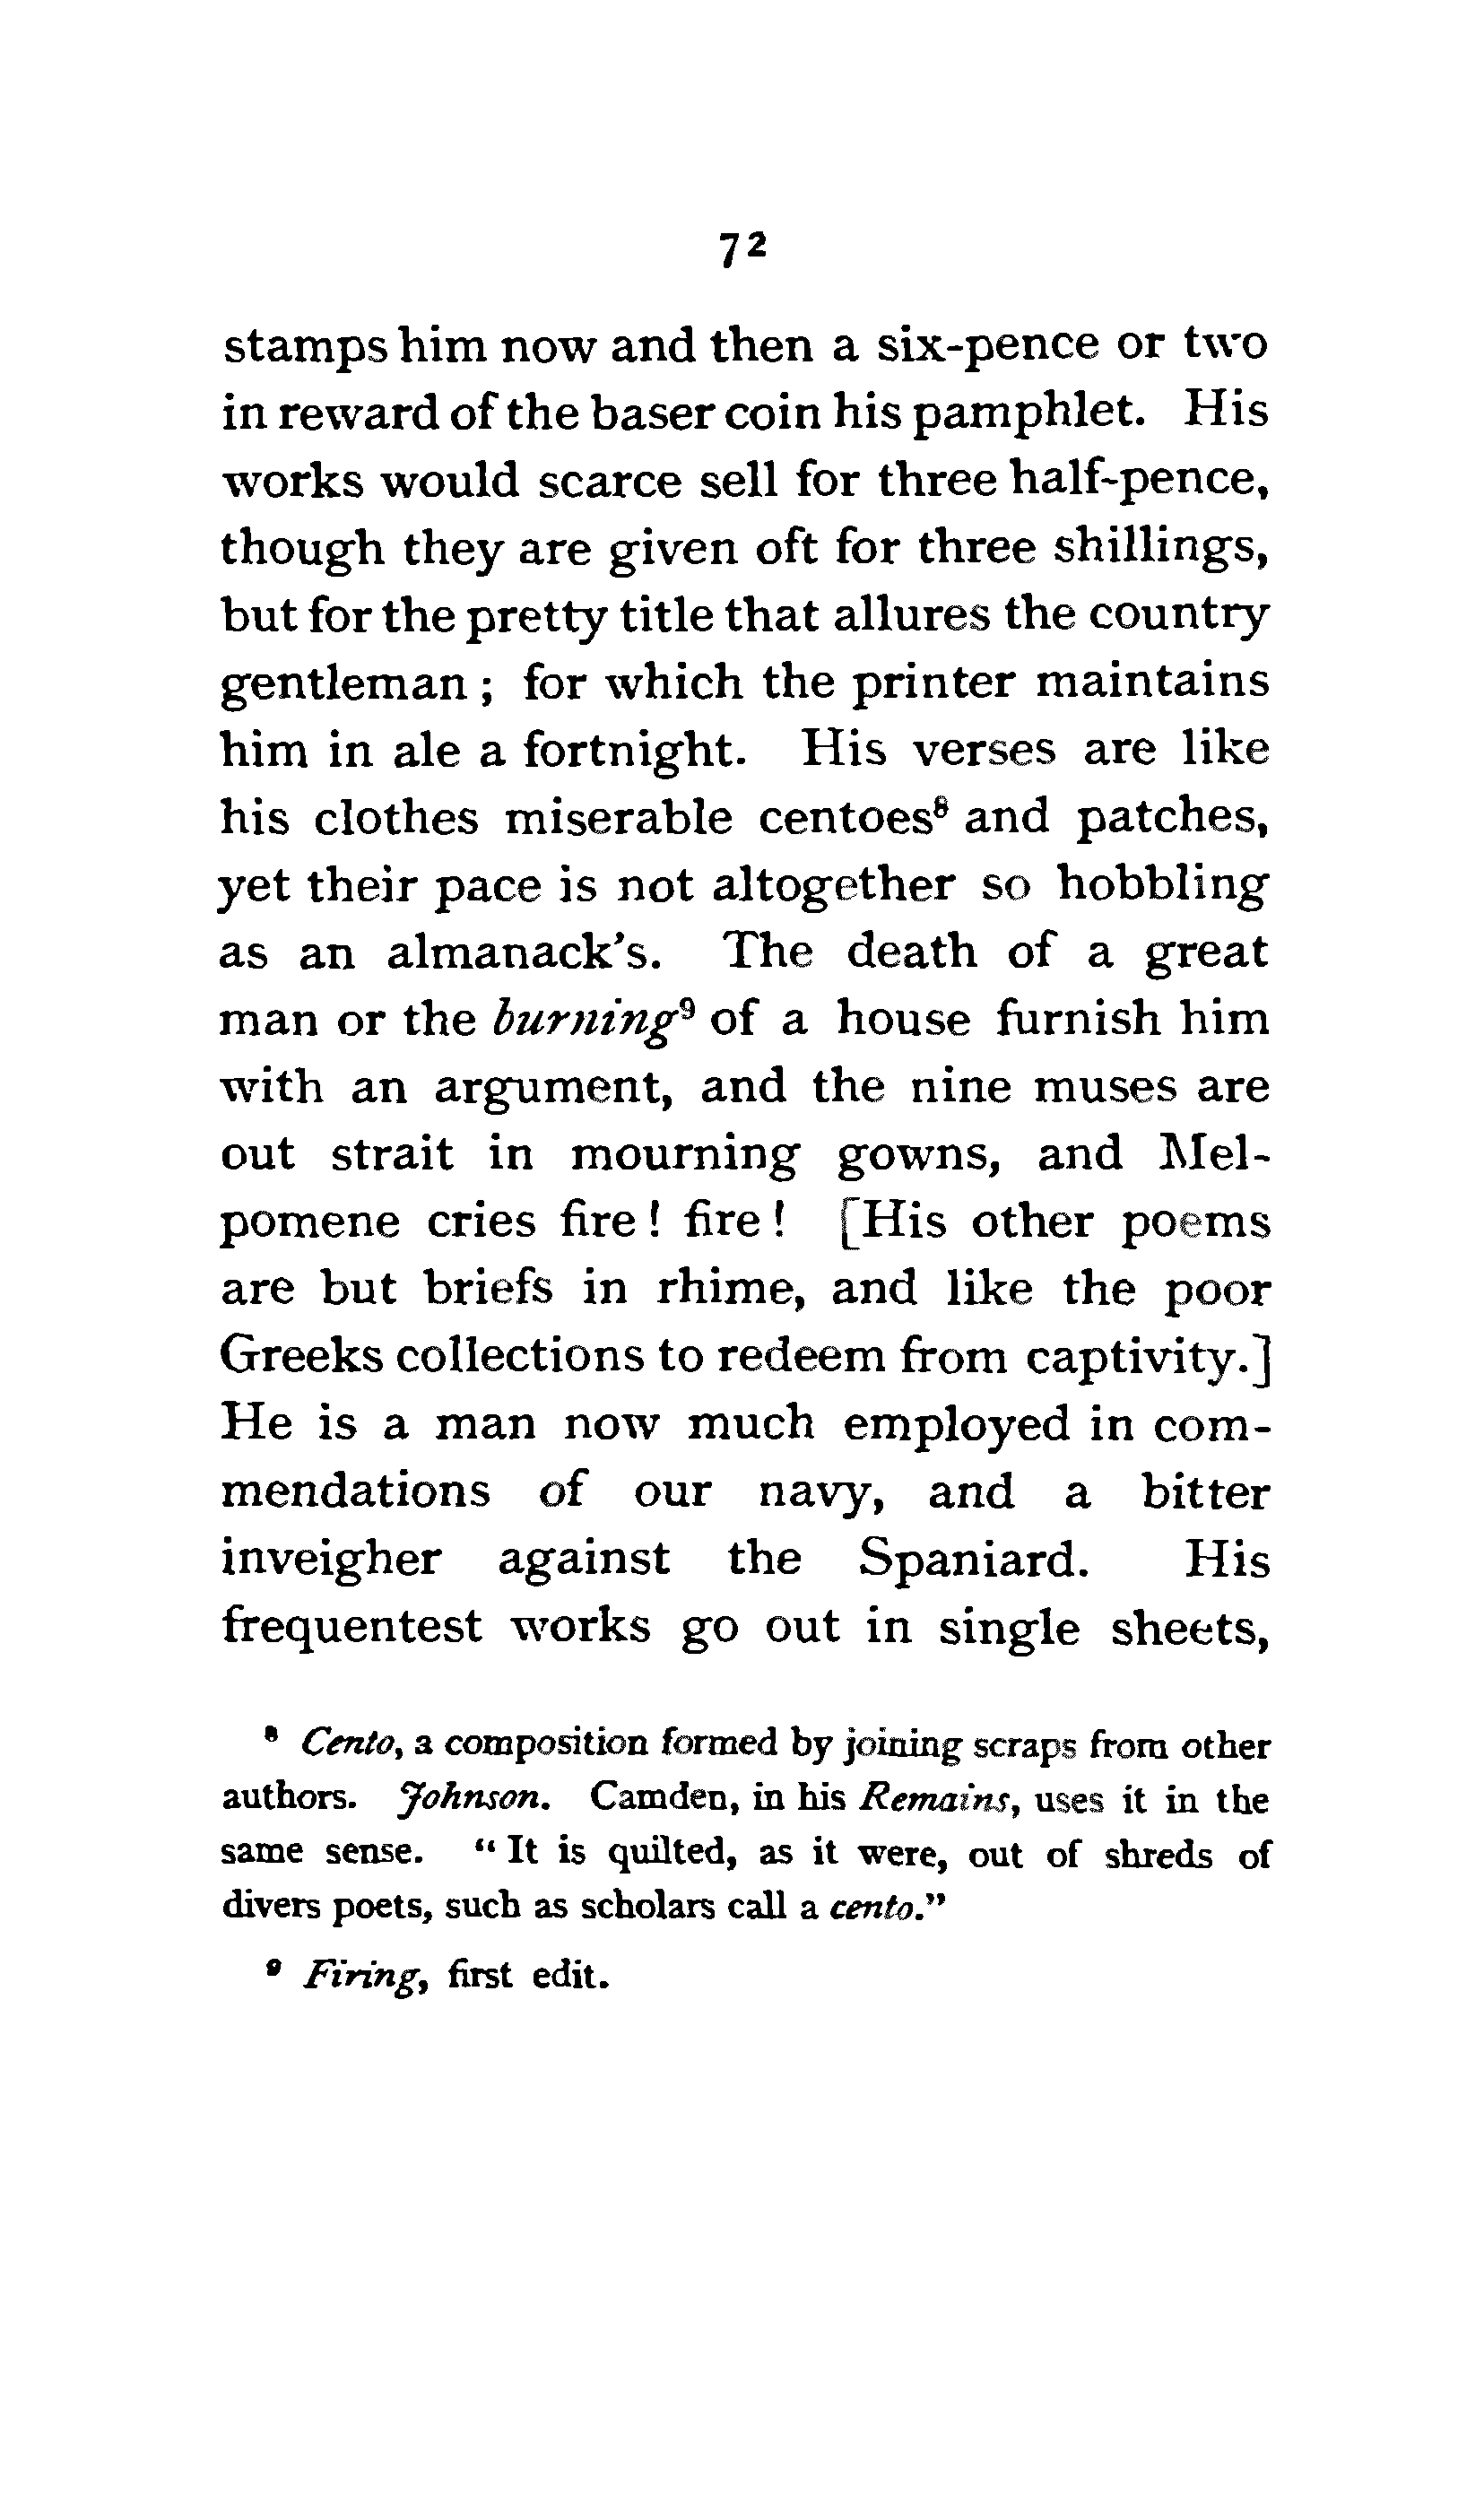 72
stamps him now and then a six-pence or two
in reward of the baser coin his pamphlet. His
works would scarce sell for three half-pence,
though they are given oft for three shillings,
but for the pretty title that allures the country
gentleman ; for which the printer maintains
him in ale a fortnight. His verses are like
his clothes miserable centoes⁸ and patches,
yet their pace is not altogether so hobbling
as an almanack's. The death of a great
man or the burning⁹ of a house furnish him
with an argument, and the nine muses are
out strait in mourning gowns, and Mel-
pomene cries fire ! fire ! [His other poems
are but briefs in rhime, and like the poor
Greeks collections to redeem from captivity.]
He is a man now much employed in com-
mendations of our navy, and a bitter
inveigher against the Spaniard. His
frequentest works go out in single sheets,
⁸ Cento, a composition formed by joining scraps from other
authors. Johnson. Camden, in his Remains, uses it in the
same sense. “ It is quilted, as it were, out of shreds of
divers poets, such as scholars call a cento.”
⁹ Firing, first edit.